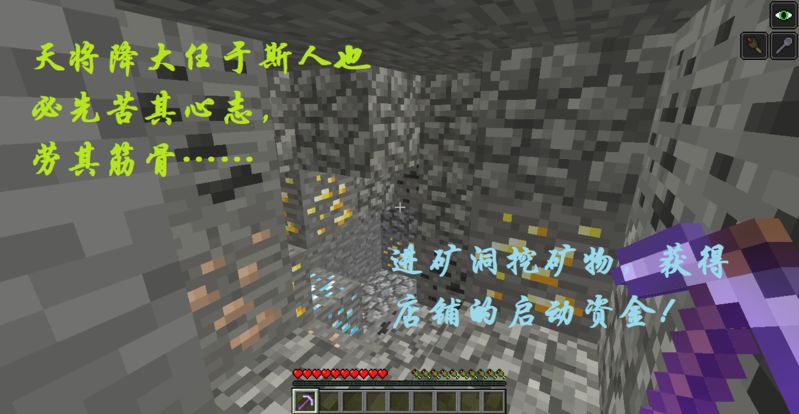 天将降大任于斯人也
必先苦其心志，
劳其筋骨……
进矿洞挖矿物，获得
店铺的启动资金！